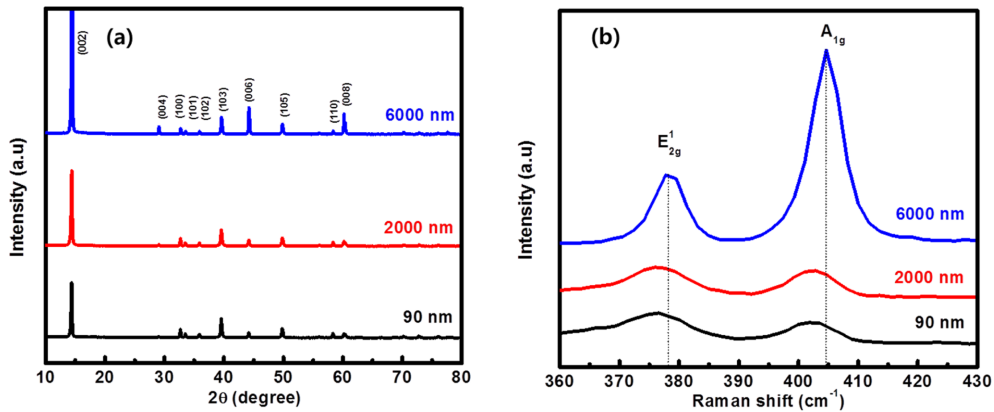 (a)
(002)
(004)
(100)
(101)
(102)
(103)
(006)
(105)
(110)
(008)
6000 nm
2000 nm
90 nm
Intensity (a.u)
10 20 30 40 50 60 70 80
2θ (degree)
(b)
A1g
E¹2g
6000 nm
2000 nm
90 nm
Intensity (a.u)
360 370 380 390 400 410 420 430
Raman shift (cm⁻¹)